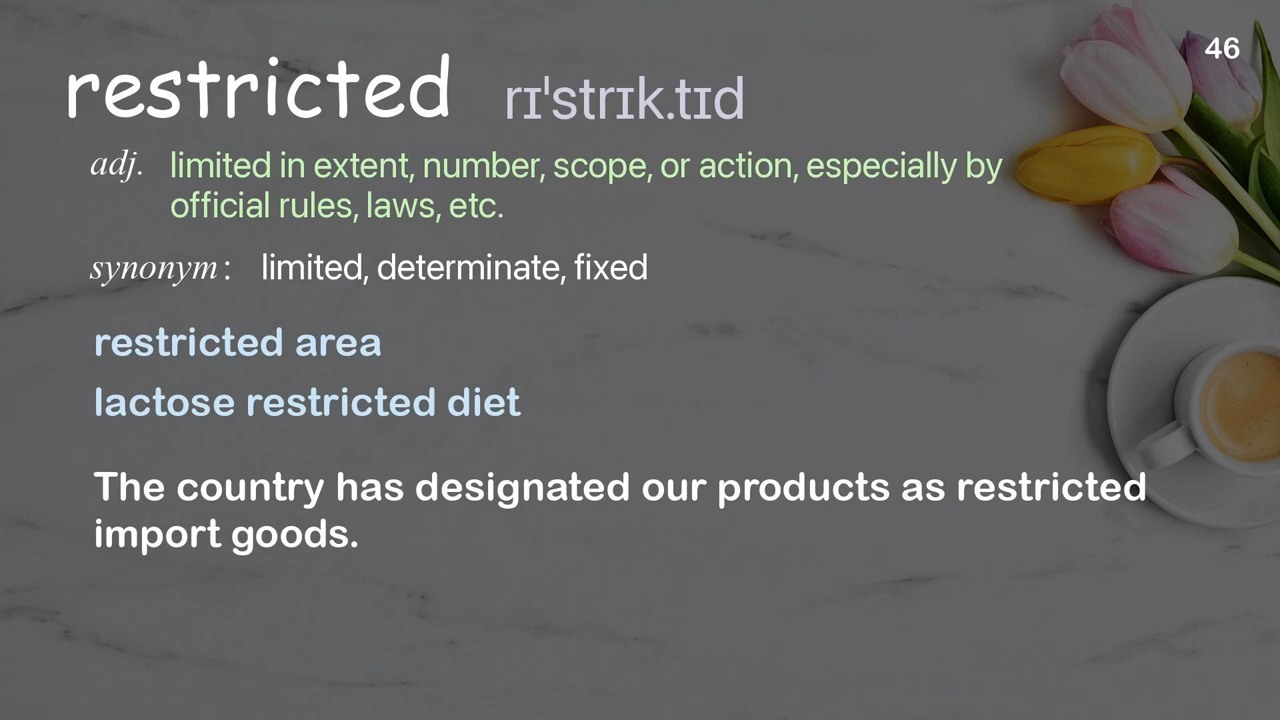 46
restricted rɪˈstrɪk.tɪd
adj. limited in extent, number, scope, or action, especially by
official rules, laws, etc.
synonym: limited, determinate, fixed
restricted area
lactose restricted diet
The country has designated our products as restricted
import goods.